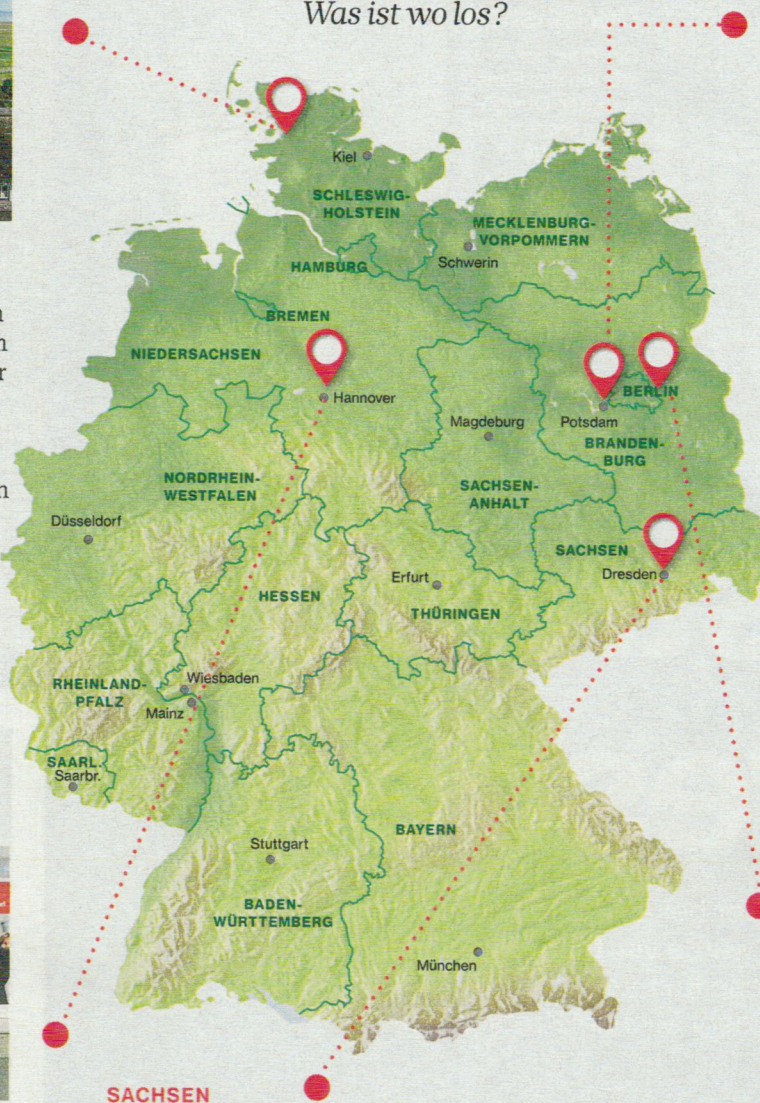 Was ist wo los?
Kiel
SCHLESWIG-
HOLSTEIN
MECKLENBURG-
VORPOMMERN
Schwerin
HAMBURG
BREMEN
NIEDERSACHSEN
Hannover
BERLIN
Potsdam
Magdeburg
BRANDEN-
BURG
NORDRHEIN-
WESTFALEN
SACHSEN-
ANHALT
Düsseldorf
SACHSEN
Dresden
Erfurt
HESSEN
THÜRINGEN
Wiesbaden
RHEINLAND-
PFALZ
Mainz
SAARL.
Saarbr.
BAYERN
Stuttgart
BADEN-
WÜRTTEMBERG
München
SACHSEN